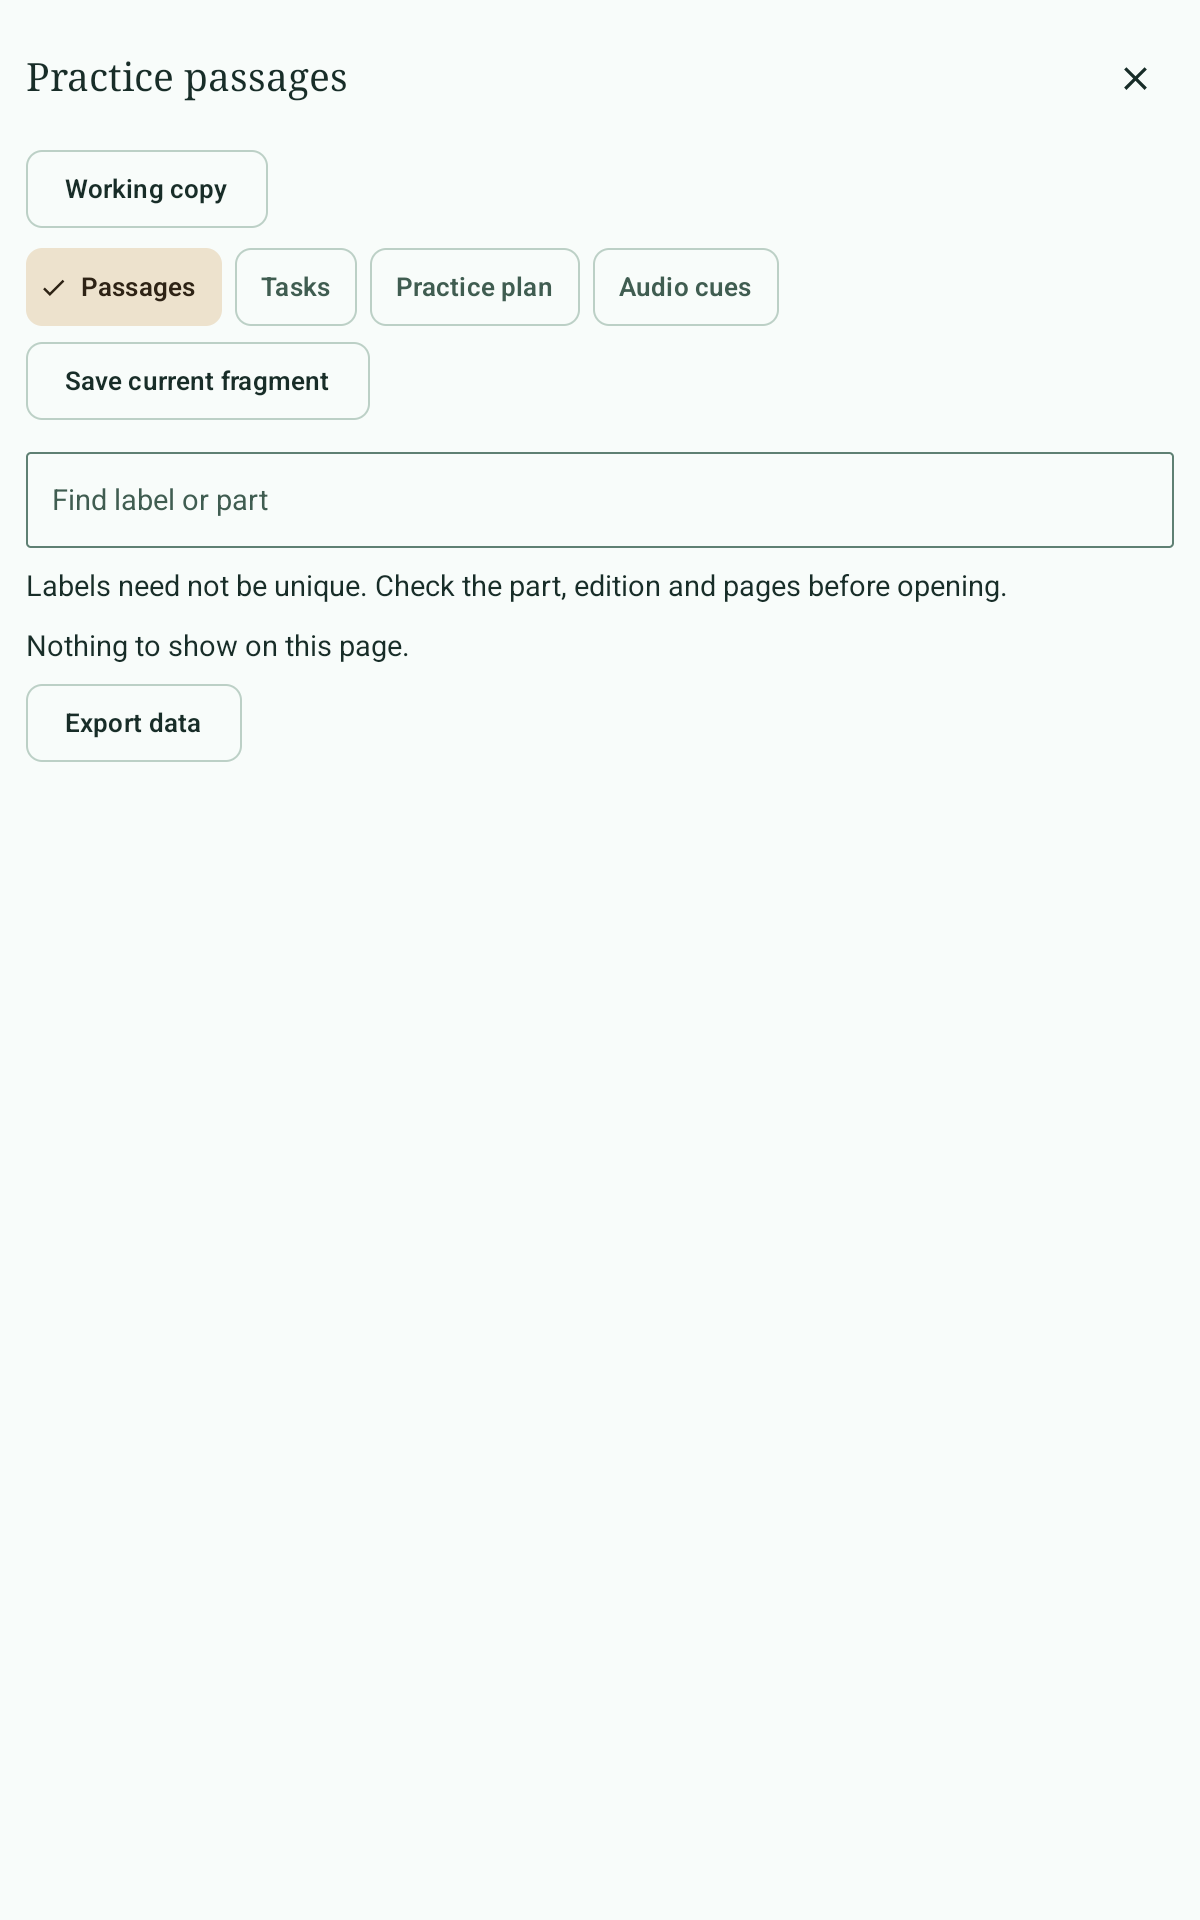 Practice passages
Working copy
Passages Tasks Practice plan Audio cues
Save current fragment
Find label or part
Labels need not be unique. Check the part, edition and pages before opening.
Nothing to show on this page.
Export data